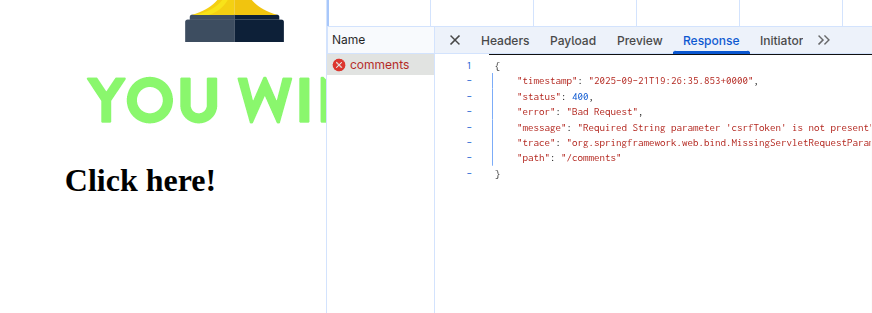 YOU WI
Click here!
Name
comments
Headers Payload Preview Response Initiator
1 {
"timestamp": "2025-09-21T19:26:35.853+0000",
"status": 400,
"error": "Bad Request",
"message": "Required String parameter 'csrfToken' is not present"
"trace": "org.springframework.web.bind.MissingServletRequestParam
"path": "/comments"
}